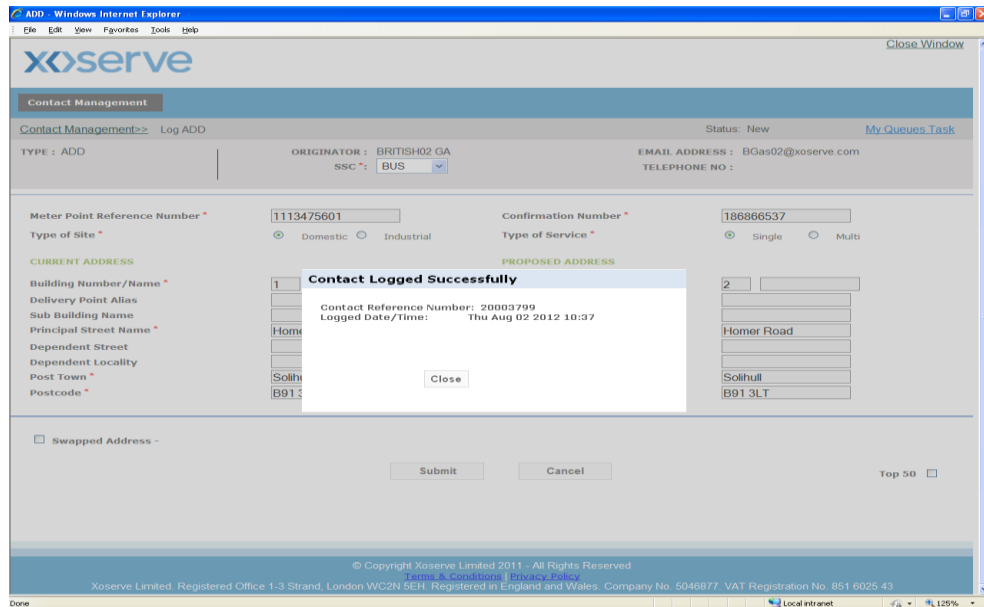 ADD - Windows Internet Explorer
File Edit View Favorites Tools Help
Close Window
xoserve
Contact Management
Contact Management>> Log ADD Status: New My Queues Task
TYPE : ADD ORIGINATOR : BRITISH02 GA EMAIL ADDRESS : BGas02@xoserve.com
SSC *: BUS TELEPHONE NO :
Meter Point Reference Number * 1113475601 Confirmation Number * 186866537
Type of Site * Domestic Industrial Type of Service * Single Multi
CURRENT ADDRESS PROPOSED ADDRESS
Contact Logged Successfully
Building Number/Name * 1 2
Delivery Point Alias
Contact Reference Number: 20003799
Sub Building Name
Logged Date/Time: Thu Aug 02 2012 10:37
Principal Street Name * Home Homer Road
Dependent Street
Dependent Locality
Post Town * Solihu Solihull
Close
Postcode * B91 3 B91 3LT
Swapped Address -
Submit Cancel Top 50
© Copyright Xoserve Limited 2011 - All Rights Reserved
Terms & Conditions | Privacy Policy
Xoserve Limited. Registered Office 1-3 Strand, London WC2N 5EH. Registered in England and Wales. Company No. 5046877. VAT Registration No. 851 6025 43
Done Local intranet 125%